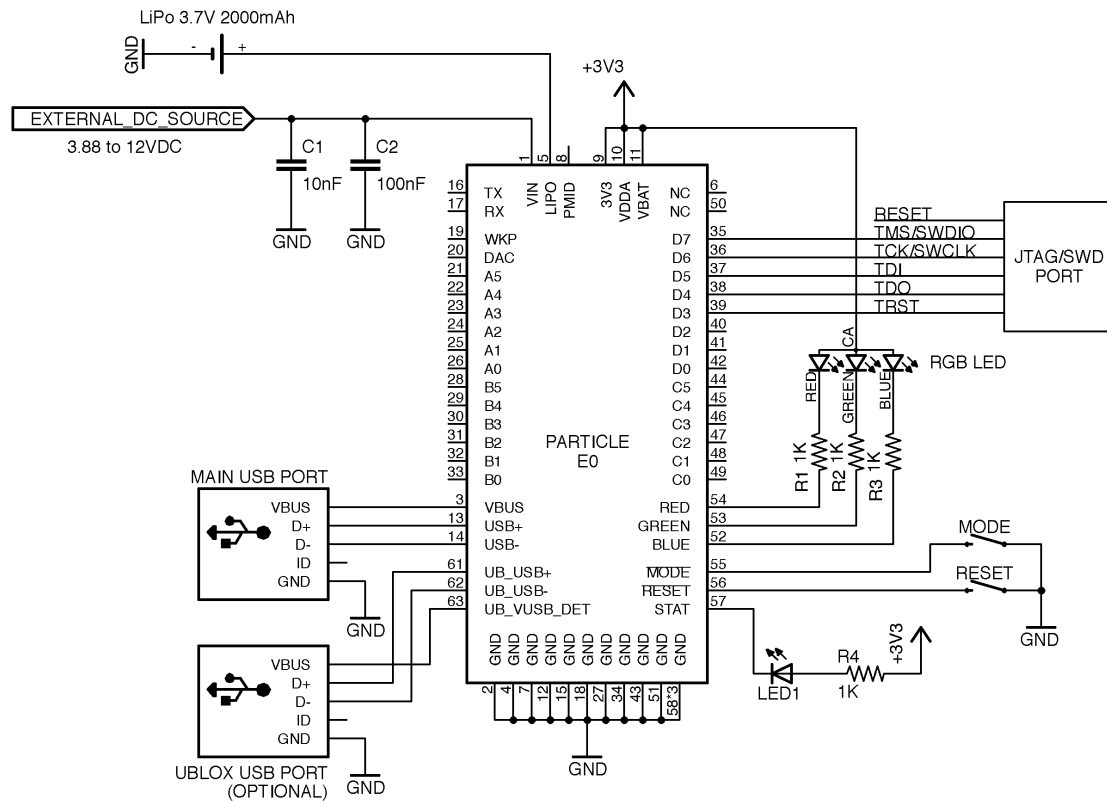 LiPo 3.7V 2000mAh
GND
-
+
+3V3
EXTERNAL_DC_SOURCE
3.88 to 12VDC
C1
10nF
C2
100nF
GND
GND
1
5
8
9
10
11
VIN
LIPO
PMID
3V3
VDDA
VBAT
16 TX
17 RX
19 WKP
20 DAC
21 A5
22 A4
23 A3
24 A2
25 A1
26 A0
28 B5
29 B4
30 B3
31 B2
32 B1
33 B0
3 VBUS
13 USB+
14 USB-
61 UB_USB+
62 UB_USB-
63 UB_VUSB_DET
PARTICLE
E0
NC 6
NC 50
D7 35
D6 36
D5 37
D4 38
D3 39
D2 40
D1 41
D0 42
C5 44
C4 45
C3 46
C2 47
C1 48
C0 49
RED 54
GREEN 53
BLUE 52
MODE 55
RESET 56
STAT 57
GND GND GND GND GND GND GND GND GND GND GND
2 4 7 12 15 18 27 34 43 51 58*3
GND
RESET
TMS/SWDIO
TCK/SWCLK
TDI
TDO
TRST
JTAG/SWD
PORT
CA
RGB LED
RED
GREEN
BLUE
R1 1K
R2 1K
R3 1K
MODE
RESET
GND
LED1
R4
1K
+3V3
MAIN USB PORT
VBUS
D+
D-
ID
GND
GND
VBUS
D+
D-
ID
GND
GND
UBLOX USB PORT
(OPTIONAL)